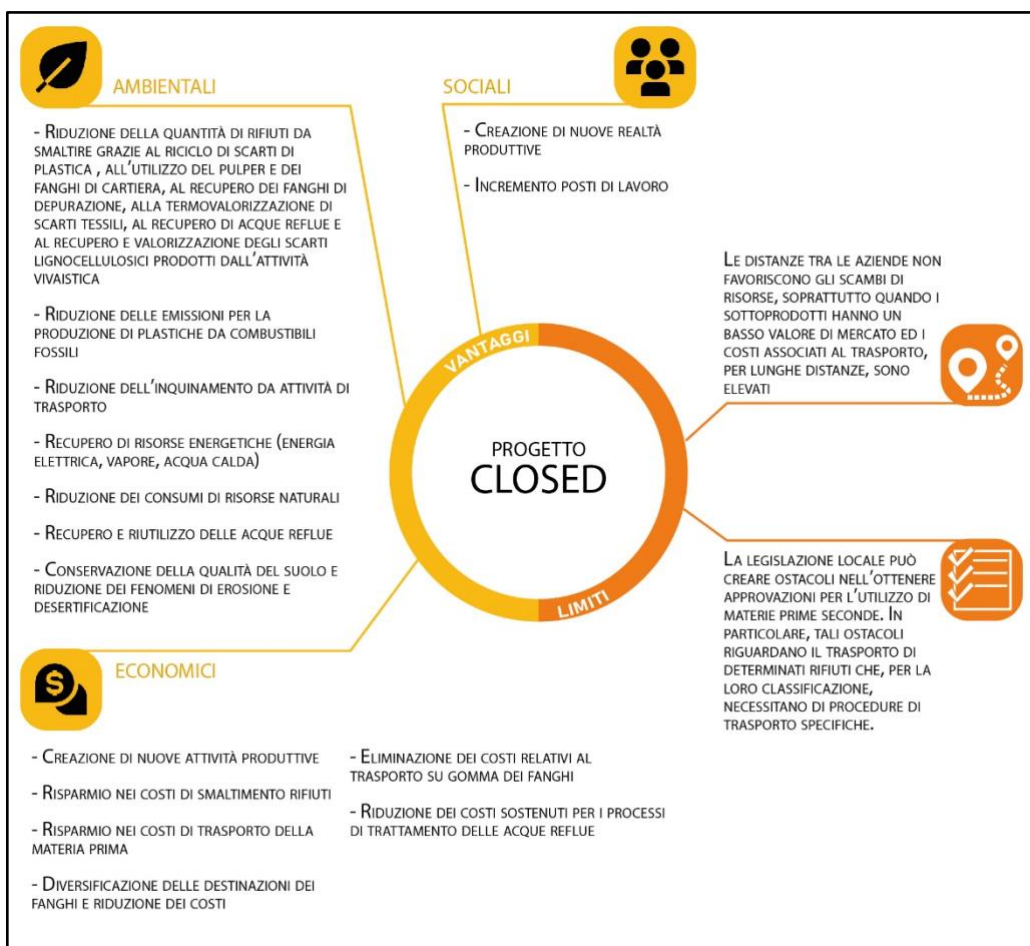 AMBIENTALI
- RIDUZIONE DELLA QUANTITÀ DI RIFIUTI DA
SMALTIRE GRAZIE AL RICICLO DI SCARTI DI
PLASTICA , ALL'UTILIZZO DEL PULPER E DEI
FANGHI DI CARTIERA, AL RECUPERO DEI FANGHI DI
DEPURAZIONE, ALLA TERMOVALORIZZAZIONE DI
SCARTI TESSILI, AL RECUPERO DI ACQUE REFLUE E
AL RECUPERO E VALORIZZAZIONE DEGLI SCARTI
LIGNOCELLULOSICI PRODOTTI DALL'ATTIVITÀ
VIVAISTICA
- RIDUZIONE DELLE EMISSIONI PER LA
PRODUZIONE DI PLASTICHE DA COMBUSTIBILI
FOSSILI
- RIDUZIONE DELL'INQUINAMENTO DA ATTIVITÀ DI
TRASPORTO
- RECUPERO DI RISORSE ENERGETICHE (ENERGIA
ELETTRICA, VAPORE, ACQUA CALDA)
- RIDUZIONE DEI CONSUMI DI RISORSE NATURALI
- RECUPERO E RIUTILIZZO DELLE ACQUE REFLUE
- CONSERVAZIONE DELLA QUALITÀ DEL SUOLO E
RIDUZIONE DEI FENOMENI DI EROSIONE E
DESERTIFICAZIONE
SOCIALI
- CREAZIONE DI NUOVE REALTÀ
PRODUTTIVE
- INCREMENTO POSTI DI LAVORO
VANTAGGI
PROGETTO
CLOSED
LIMITI
LE DISTANZE TRA LE AZIENDE NON
FAVORISCONO GLI SCAMBI DI
RISORSE, SOPRATTUTTO QUANDO I
SOTTOPRODOTTI HANNO UN
BASSO VALORE DI MERCATO ED I
COSTI ASSOCIATI AL TRASPORTO,
PER LUNGHE DISTANZE, SONO
ELEVATI
LA LEGISLAZIONE LOCALE PUÒ
CREARE OSTACOLI NELL'OTTENERE
APPROVAZIONI PER L'UTILIZZO DI
MATERIE PRIME SECONDE. IN
PARTICOLARE, TALI OSTACOLI
RIGUARDANO IL TRASPORTO DI
DETERMINATI RIFIUTI CHE, PER LA
LORO CLASSIFICAZIONE,
NECESSITANO DI PROCEDURE DI
TRASPORTO SPECIFICHE.
$
ECONOMICI
- CREAZIONE DI NUOVE ATTIVITÀ PRODUTTIVE
- RISPARMIO NEI COSTI DI SMALTIMENTO RIFIUTI
- RISPARMIO NEI COSTI DI TRASPORTO DELLA
MATERIA PRIMA
- DIVERSIFICAZIONE DELLE DESTINAZIONI DEI
FANGHI E RIDUZIONE DEI COSTI
- ELIMINAZIONE DEI COSTI RELATIVI AL
TRASPORTO SU GOMMA DEI FANGHI
- RIDUZIONE DEI COSTI SOSTENUTI PER I PROCESSI
DI TRATTAMENTO DELLE ACQUE REFLUE